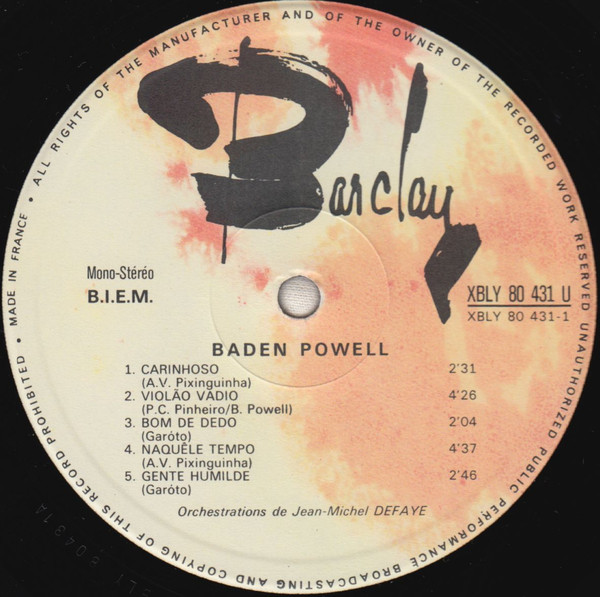 • ALL RIGHTS OF THE MANUFACTURER AND OF THE OWNER OF THE RECORDED WORK RESERVED UNAUTHORIZED PUBLIC PERFORMANCE BROADCASTING AND COPYING OF THIS RECORD PROHIBITED • MADE IN FRANCE
Barclay
Mono-Stéréo
B.I.E.M.
XBLY 80 431 U
XBLY 80 431-1
BADEN POWELL
1. CARINHOSO 2'31
(A.V. Pixinguinha)
2. VIOLÃO VADIO 4'26
(P.C. Pinheiro/B. Powell)
3. BOM DE DEDO 2'04
(Garóto)
4. NAQUÊLE TEMPO 4'37
(A.V. Pixinguinha)
5. GENTE HUMILDE 2'46
(Garóto)
Orchestrations de Jean-Michel DEFAYE